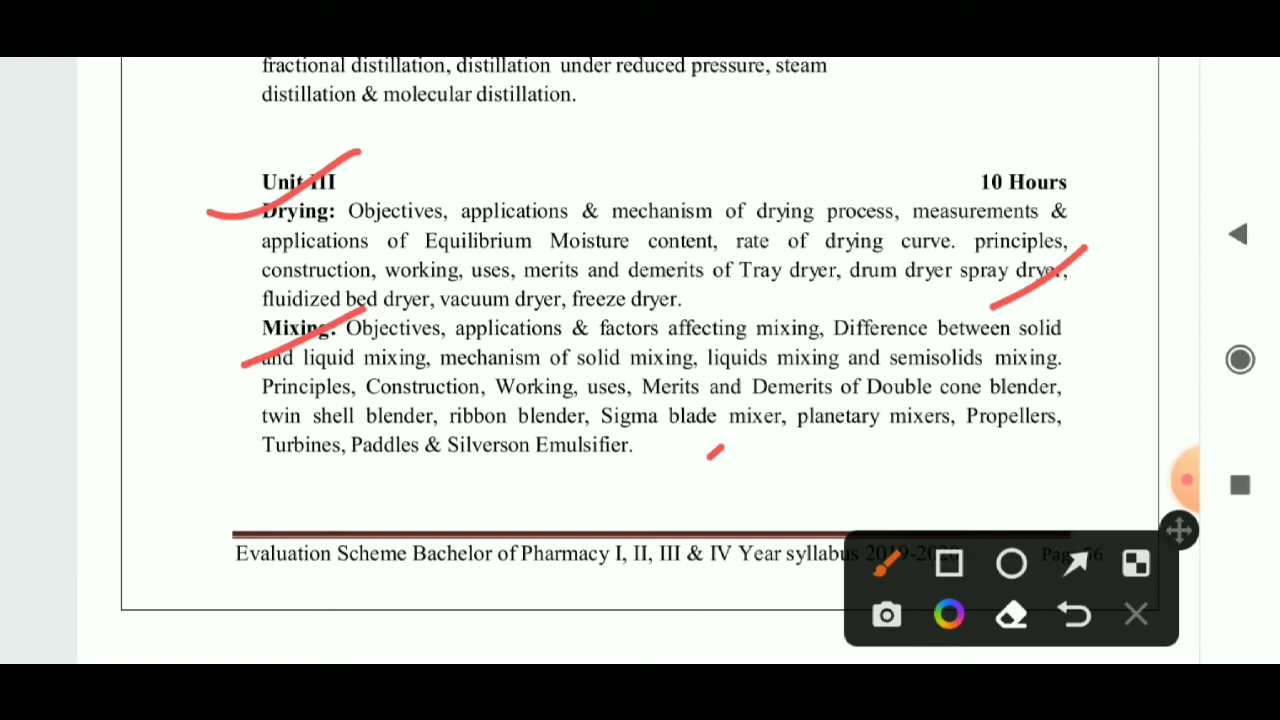 fractional distillation, distillation under reduced pressure, steam
distillation & molecular distillation.
Unit III 10 Hours
Drying: Objectives, applications & mechanism of drying process, measurements &
applications of Equilibrium Moisture content, rate of drying curve. principles,
construction, working, uses, merits and demerits of Tray dryer, drum dryer spray dryer,
fluidized bed dryer, vacuum dryer, freeze dryer.
Mixing: Objectives, applications & factors affecting mixing, Difference between solid
and liquid mixing, mechanism of solid mixing, liquids mixing and semisolids mixing.
Principles, Construction, Working, uses, Merits and Demerits of Double cone blender,
twin shell blender, ribbon blender, Sigma blade mixer, planetary mixers, Propellers,
Turbines, Paddles & Silverson Emulsifier.
Evaluation Scheme Bachelor of Pharmacy I, II, III & IV Year syllabus